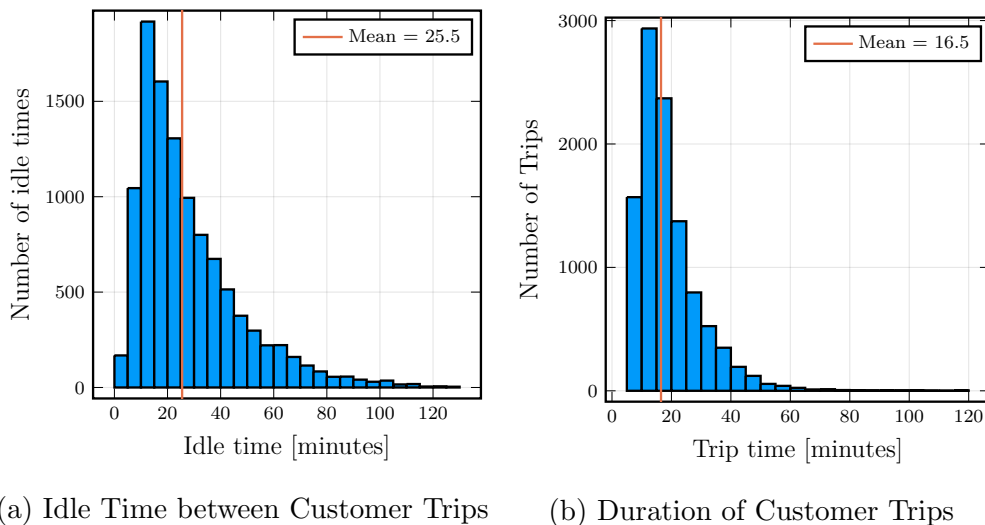 Mean = 25.5
1500
1000
500
0
0 20 40 60 80 100 120
Number of idle times
Idle time [minutes]
(a) Idle Time between Customer Trips
Mean = 16.5
3000
2000
1000
0
0 20 40 60 80 100 120
Number of Trips
Trip time [minutes]
(b) Duration of Customer Trips